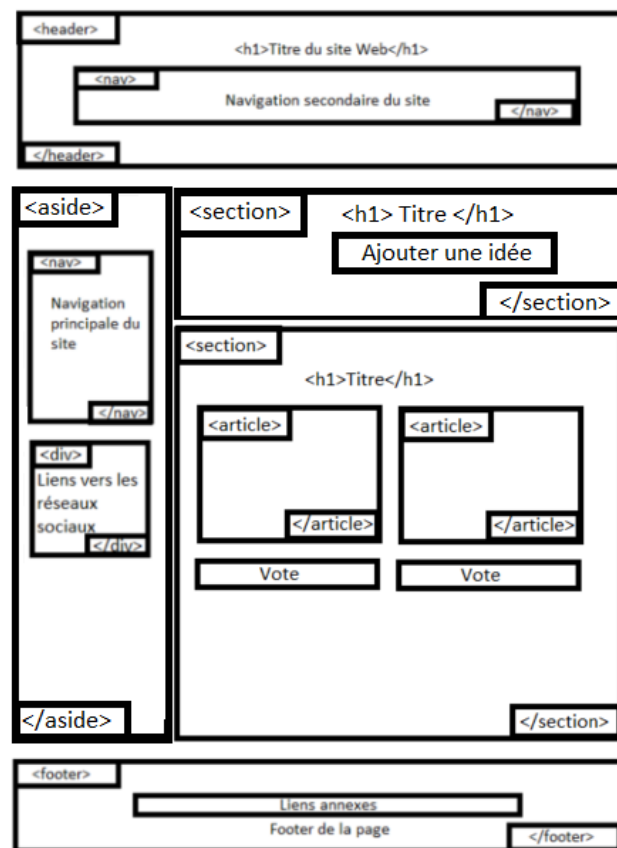 <header>
<h1>Titre du site Web</h1>
<nav>
Navigation secondaire du site
</nav>
</header>
<aside>
<nav>
Navigation
principale du
site
</nav>
<div>
Liens vers les
réseaux
sociaux
</div>
</aside>
<section>
<h1> Titre </h1>
Ajouter une idée
</section>
<section>
<h1>Titre</h1>
<article>
</article>
<article>
</article>
Vote
Vote
</section>
<footer>
Liens annexes
Footer de la page
</footer>